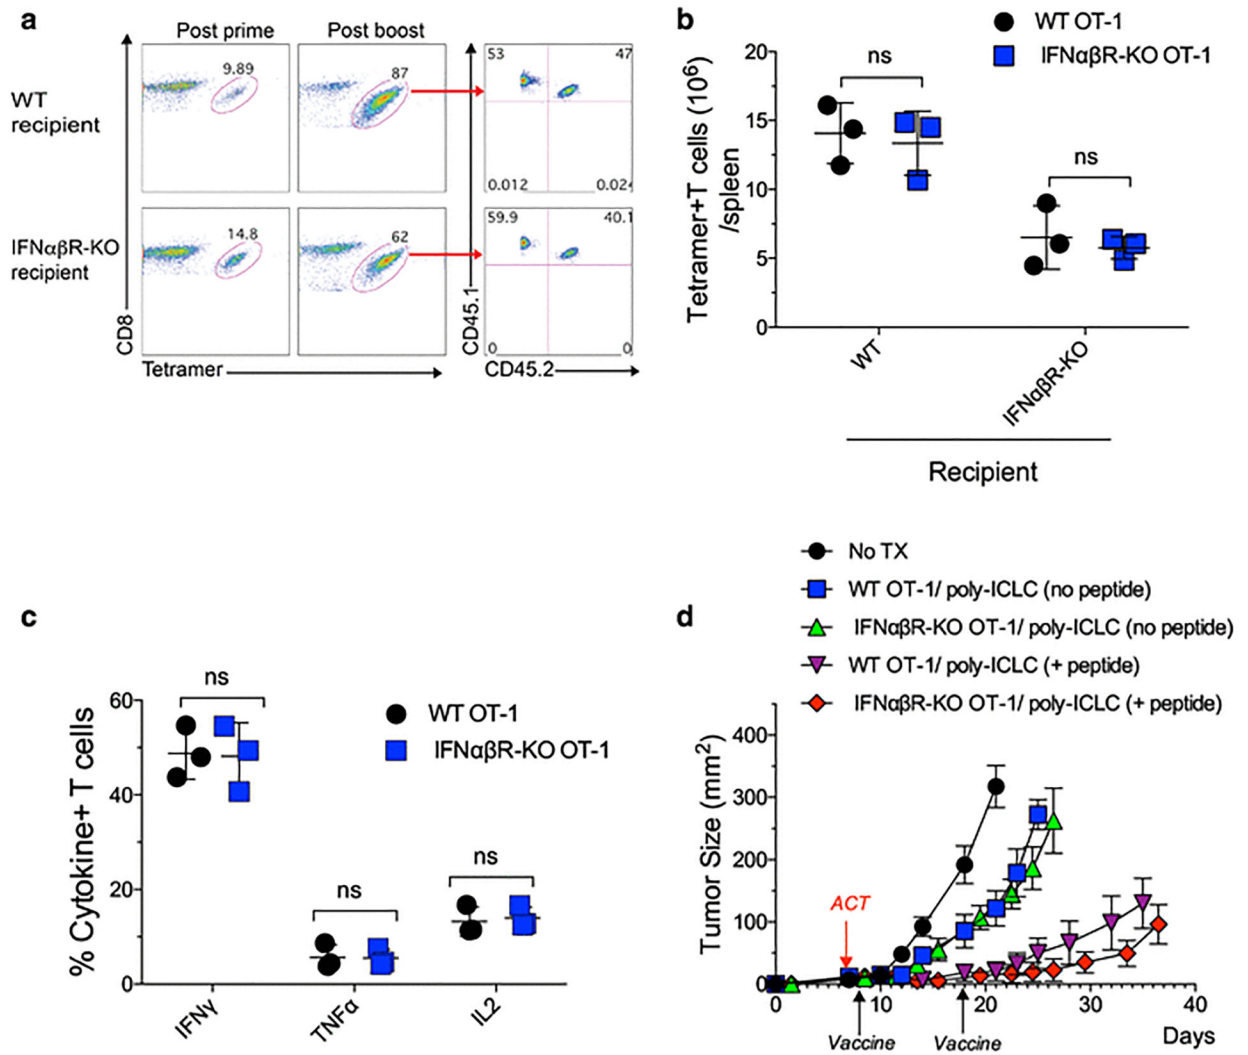 a
Post prime
Post boost
WT
recipient
9.89
87
53
47
0.012
0.024
IFNαβR-KO
recipient
14.8
62
59.9
40.1
0
0
CD8
CD45.1
Tetramer
CD45.2
b
WT OT-1
IFNαβR-KO OT-1
Tetramer+T cells (10⁶)
/spleen
20
15
10
5
0
ns
ns
WT
IFNαβR-KO
Recipient
c
% Cytokine+ T cells
60
40
20
0
ns
ns
ns
WT OT-1
IFNαβR-KO OT-1
IFNγ
TNFα
IL2
d
No TX
WT OT-1/ poly-ICLC (no peptide)
IFNαβR-KO OT-1/ poly-ICLC (no peptide)
WT OT-1/ poly-ICLC (+ peptide)
IFNαβR-KO OT-1/ poly-ICLC (+ peptide)
Tumor Size (mm²)
400
300
200
100
0
ACT
0
10
20
30
40
Days
Vaccine
Vaccine